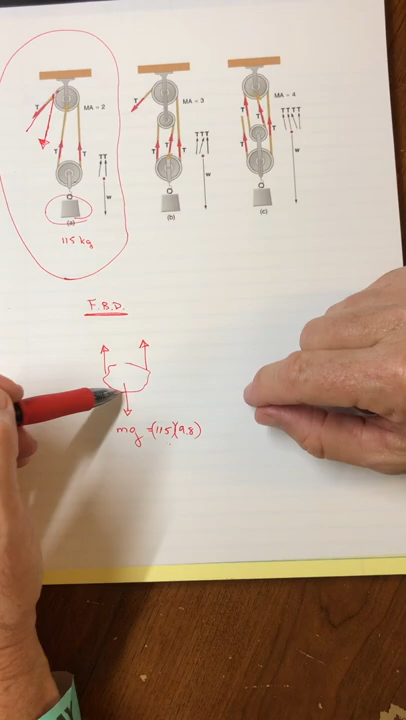 MA = 2
T
T
T
TT
w
(a)
115 kg
MA = 3
T
T
T
T
TTT
w
(b)
MA = 4
T
T
T
T
TTTT
w
(c)
F.B.D.
mg =(115)(9.8)